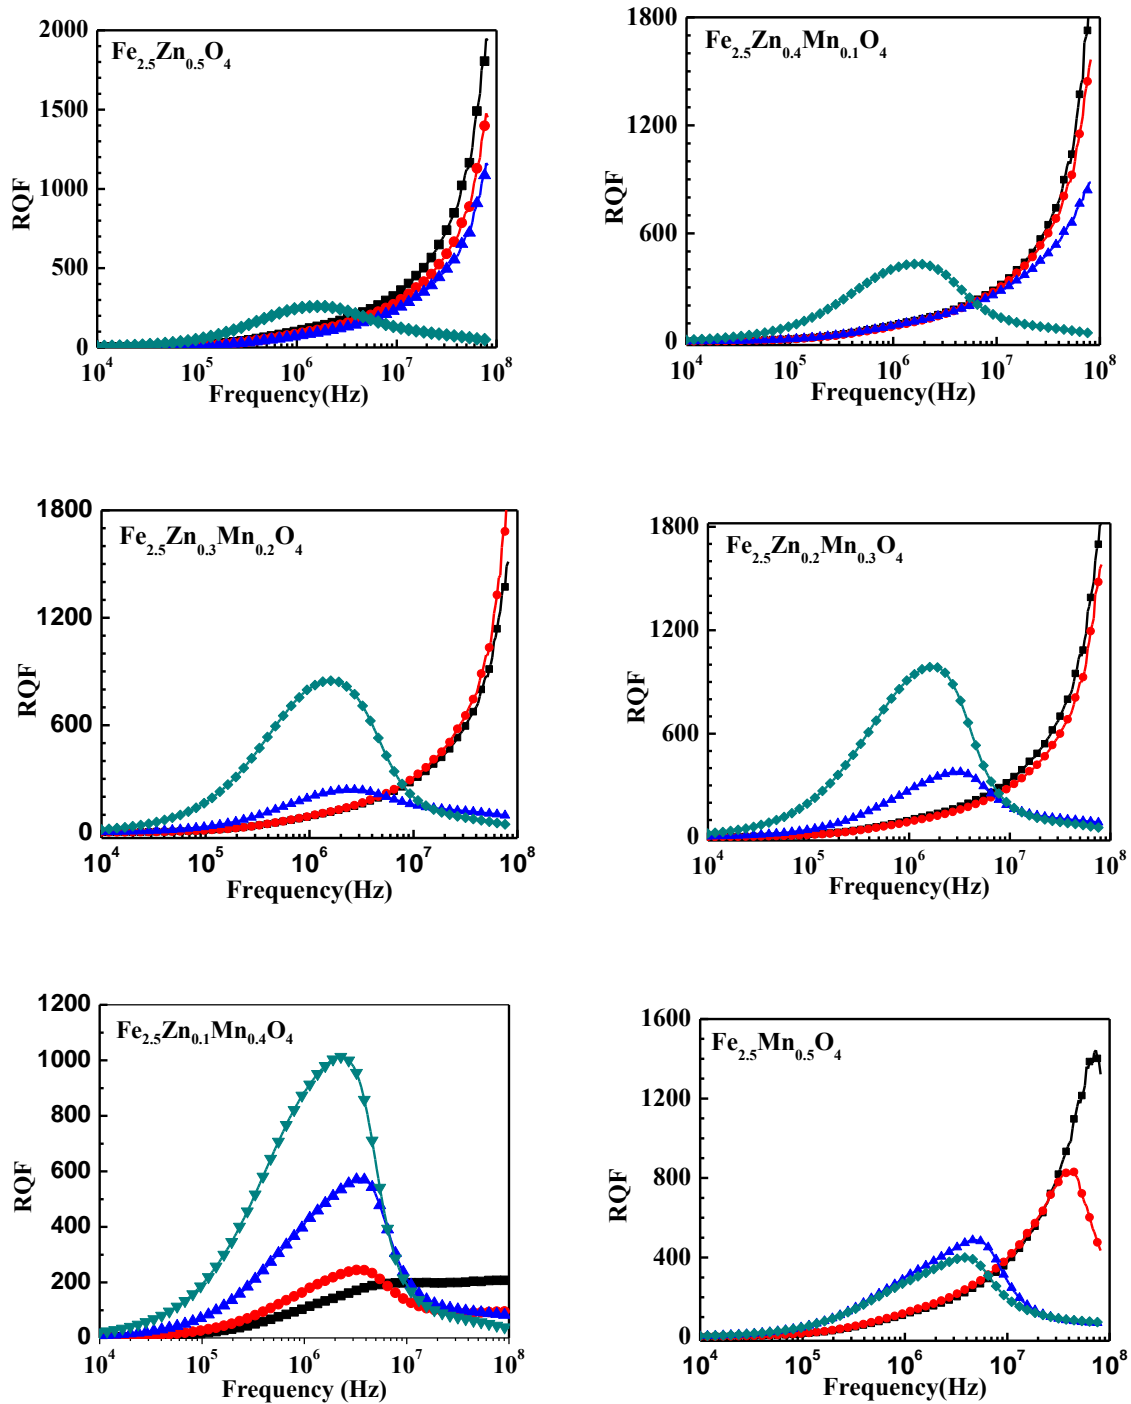 Fe2.5Zn0.5O4
2000
1500
1000
500
0
RQF
10^4 10^5 10^6 10^7 10^8
Frequency(Hz)
Fe2.5Zn0.4Mn0.1O4
1800
1200
600
0
RQF
10^4 10^5 10^6 10^7 10^8
Frequency(Hz)
Fe2.5Zn0.3Mn0.2O4
1800
1200
600
0
RQF
10^4 10^5 10^6 10^7 10^8
Frequency(Hz)
Fe2.5Zn0.2Mn0.3O4
1800
1200
600
0
RQF
10^4 10^5 10^6 10^7 10^8
Frequency(Hz)
Fe2.5Zn0.1Mn0.4O4
1200
1000
800
600
400
200
0
RQF
10^4 10^5 10^6 10^7 10^8
Frequency (Hz)
Fe2.5Mn0.5O4
1600
1200
800
400
0
RQF
10^4 10^5 10^6 10^7 10^8
Frequency(Hz)